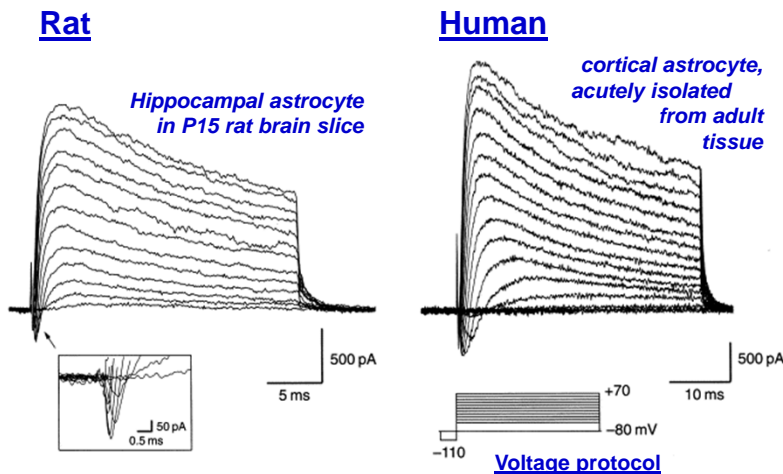 Rat
Hippocampal astrocyte
in P15 rat brain slice
500 pA
5 ms
50 pA
0.5 ms
Human
cortical astrocyte,
acutely isolated
from adult
tissue
500 pA
10 ms
+70
−80 mV
−110
Voltage protocol